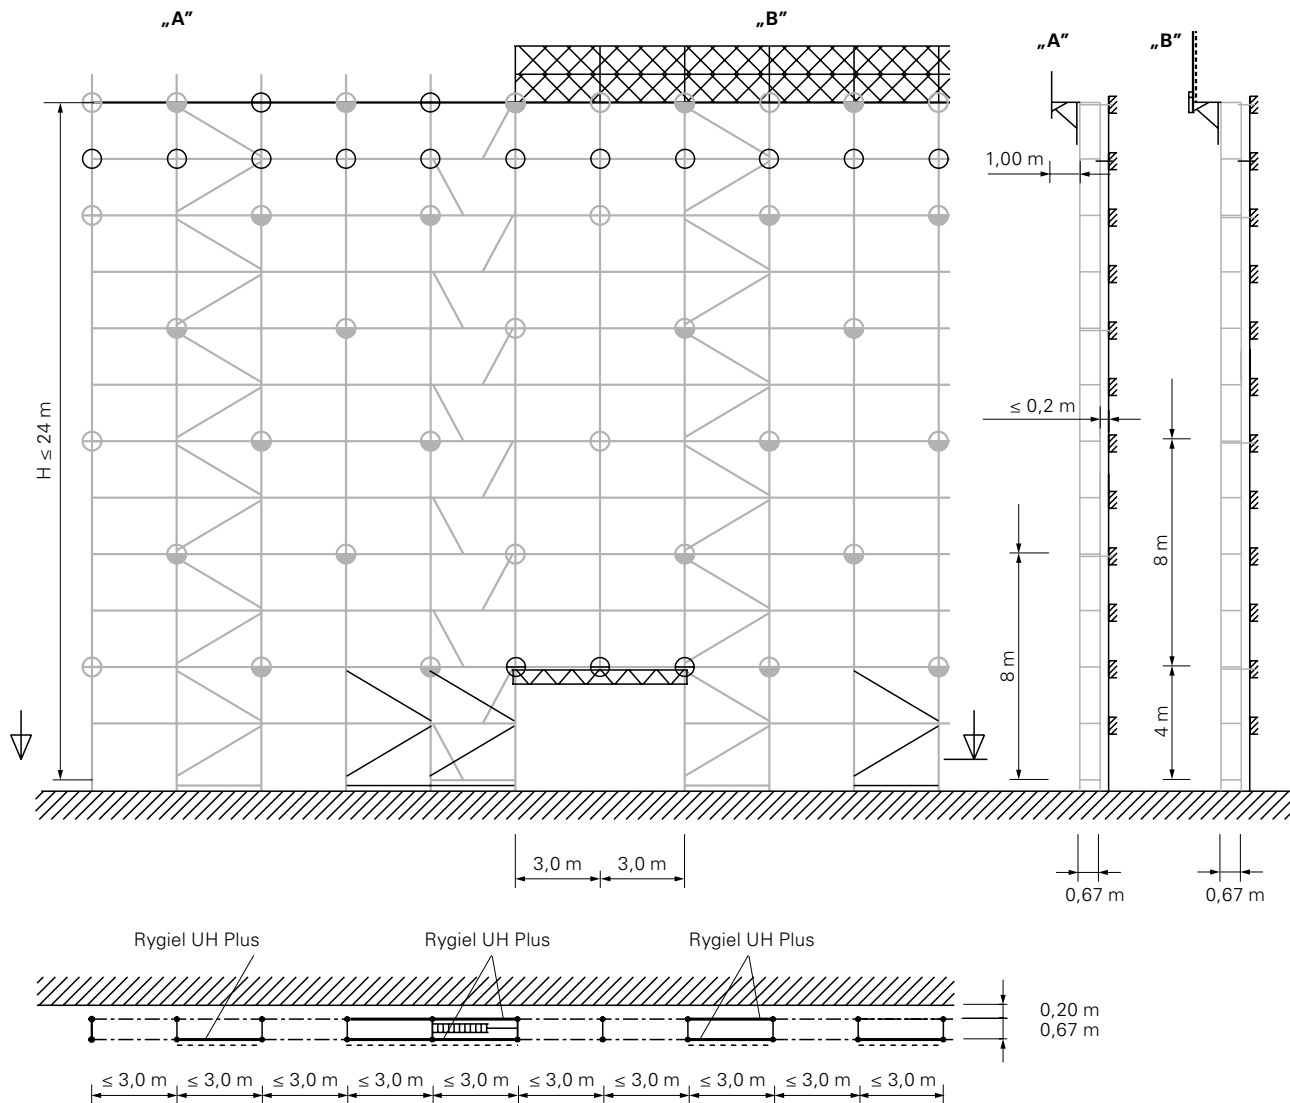 „A”
„B”
„A”
„B”
1,00 m
≤ 0,2 m
H ≤ 24 m
8 m
8 m
4 m
3,0 m
3,0 m
0,67 m
0,67 m
Rygiel UH Plus
Rygiel UH Plus
Rygiel UH Plus
0,20 m
0,67 m
≤ 3,0 m
≤ 3,0 m
≤ 3,0 m
≤ 3,0 m
≤ 3,0 m
≤ 3,0 m
≤ 3,0 m
≤ 3,0 m
≤ 3,0 m
≤ 3,0 m